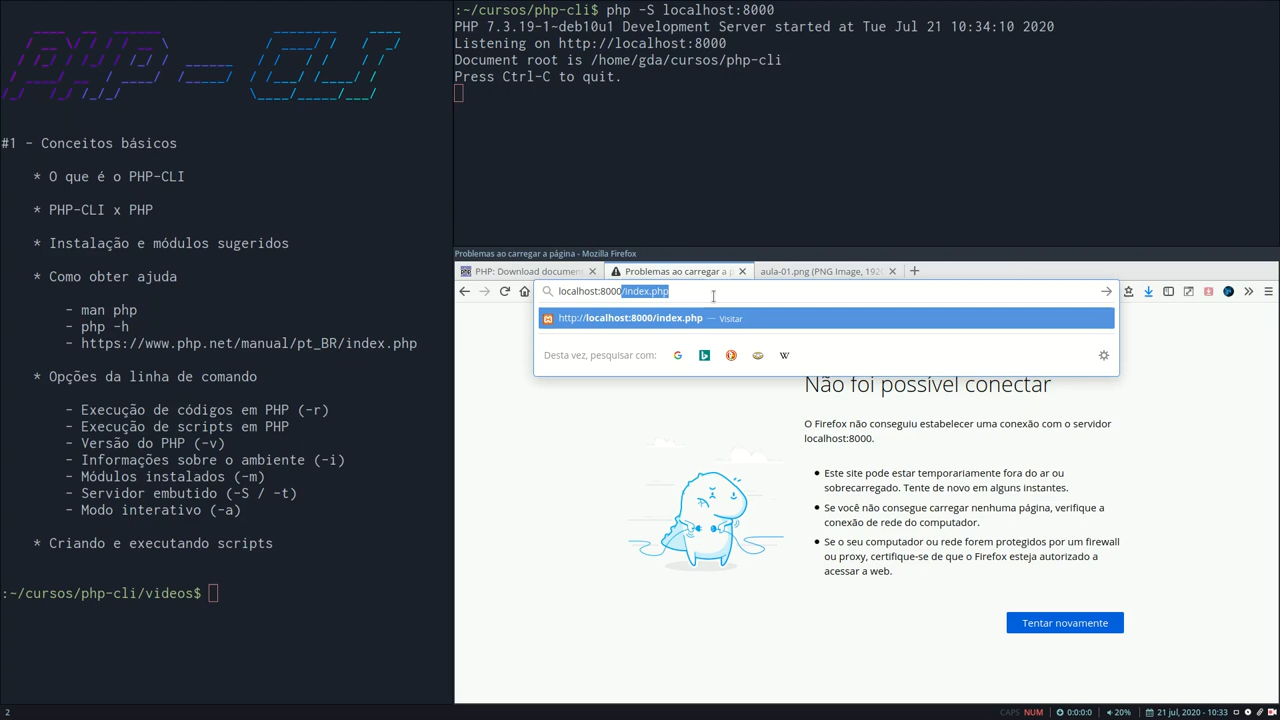 PHP - CLI
#1 - Conceitos básicos
* O que é o PHP-CLI
* PHP-CLI x PHP
* Instalação e módulos sugeridos
* Como obter ajuda
- man php
- php -h
- https://www.php.net/manual/pt_BR/index.php
* Opções da linha de comando
- Execução de códigos em PHP (-r)
- Execução de scripts em PHP
- Versão do PHP (-v)
- Informações sobre o ambiente (-i)
- Módulos instalados (-m)
- Servidor embutido (-S / -t)
- Modo interativo (-a)
* Criando e executando scripts
:~/cursos/php-cli/videos$
:~/cursos/php-cli$ php -S localhost:8000
PHP 7.3.19-1~deb10u1 Development Server started at Tue Jul 21 10:34:10 2020
Listening on http://localhost:8000
Document root is /home/gda/cursos/php-cli
Press Ctrl-C to quit.
Problemas ao carregar a página - Mozilla Firefox
PHP: Download documen
Problemas ao carregar a p
aula-01.png (PNG Image, 192
localhost:8000/index.php
http://localhost:8000/index.php — Visitar
Desta vez, pesquisar com:
Não foi possível conectar
O Firefox não conseguiu estabelecer uma conexão com o servidor
localhost:8000.
Este site pode estar temporariamente fora do ar ou
sobrecarregado. Tente de novo em alguns instantes.
Se você não consegue carregar nenhuma página, verifique a
conexão de rede do computador.
Se o seu computador ou rede forem protegidos por um firewall
ou proxy, certifique-se de que o Firefox esteja autorizado a
acessar a web.
Tentar novamente
2
CAPS NUM 0:0:0:0 20% 21 jul, 2020 - 10:33